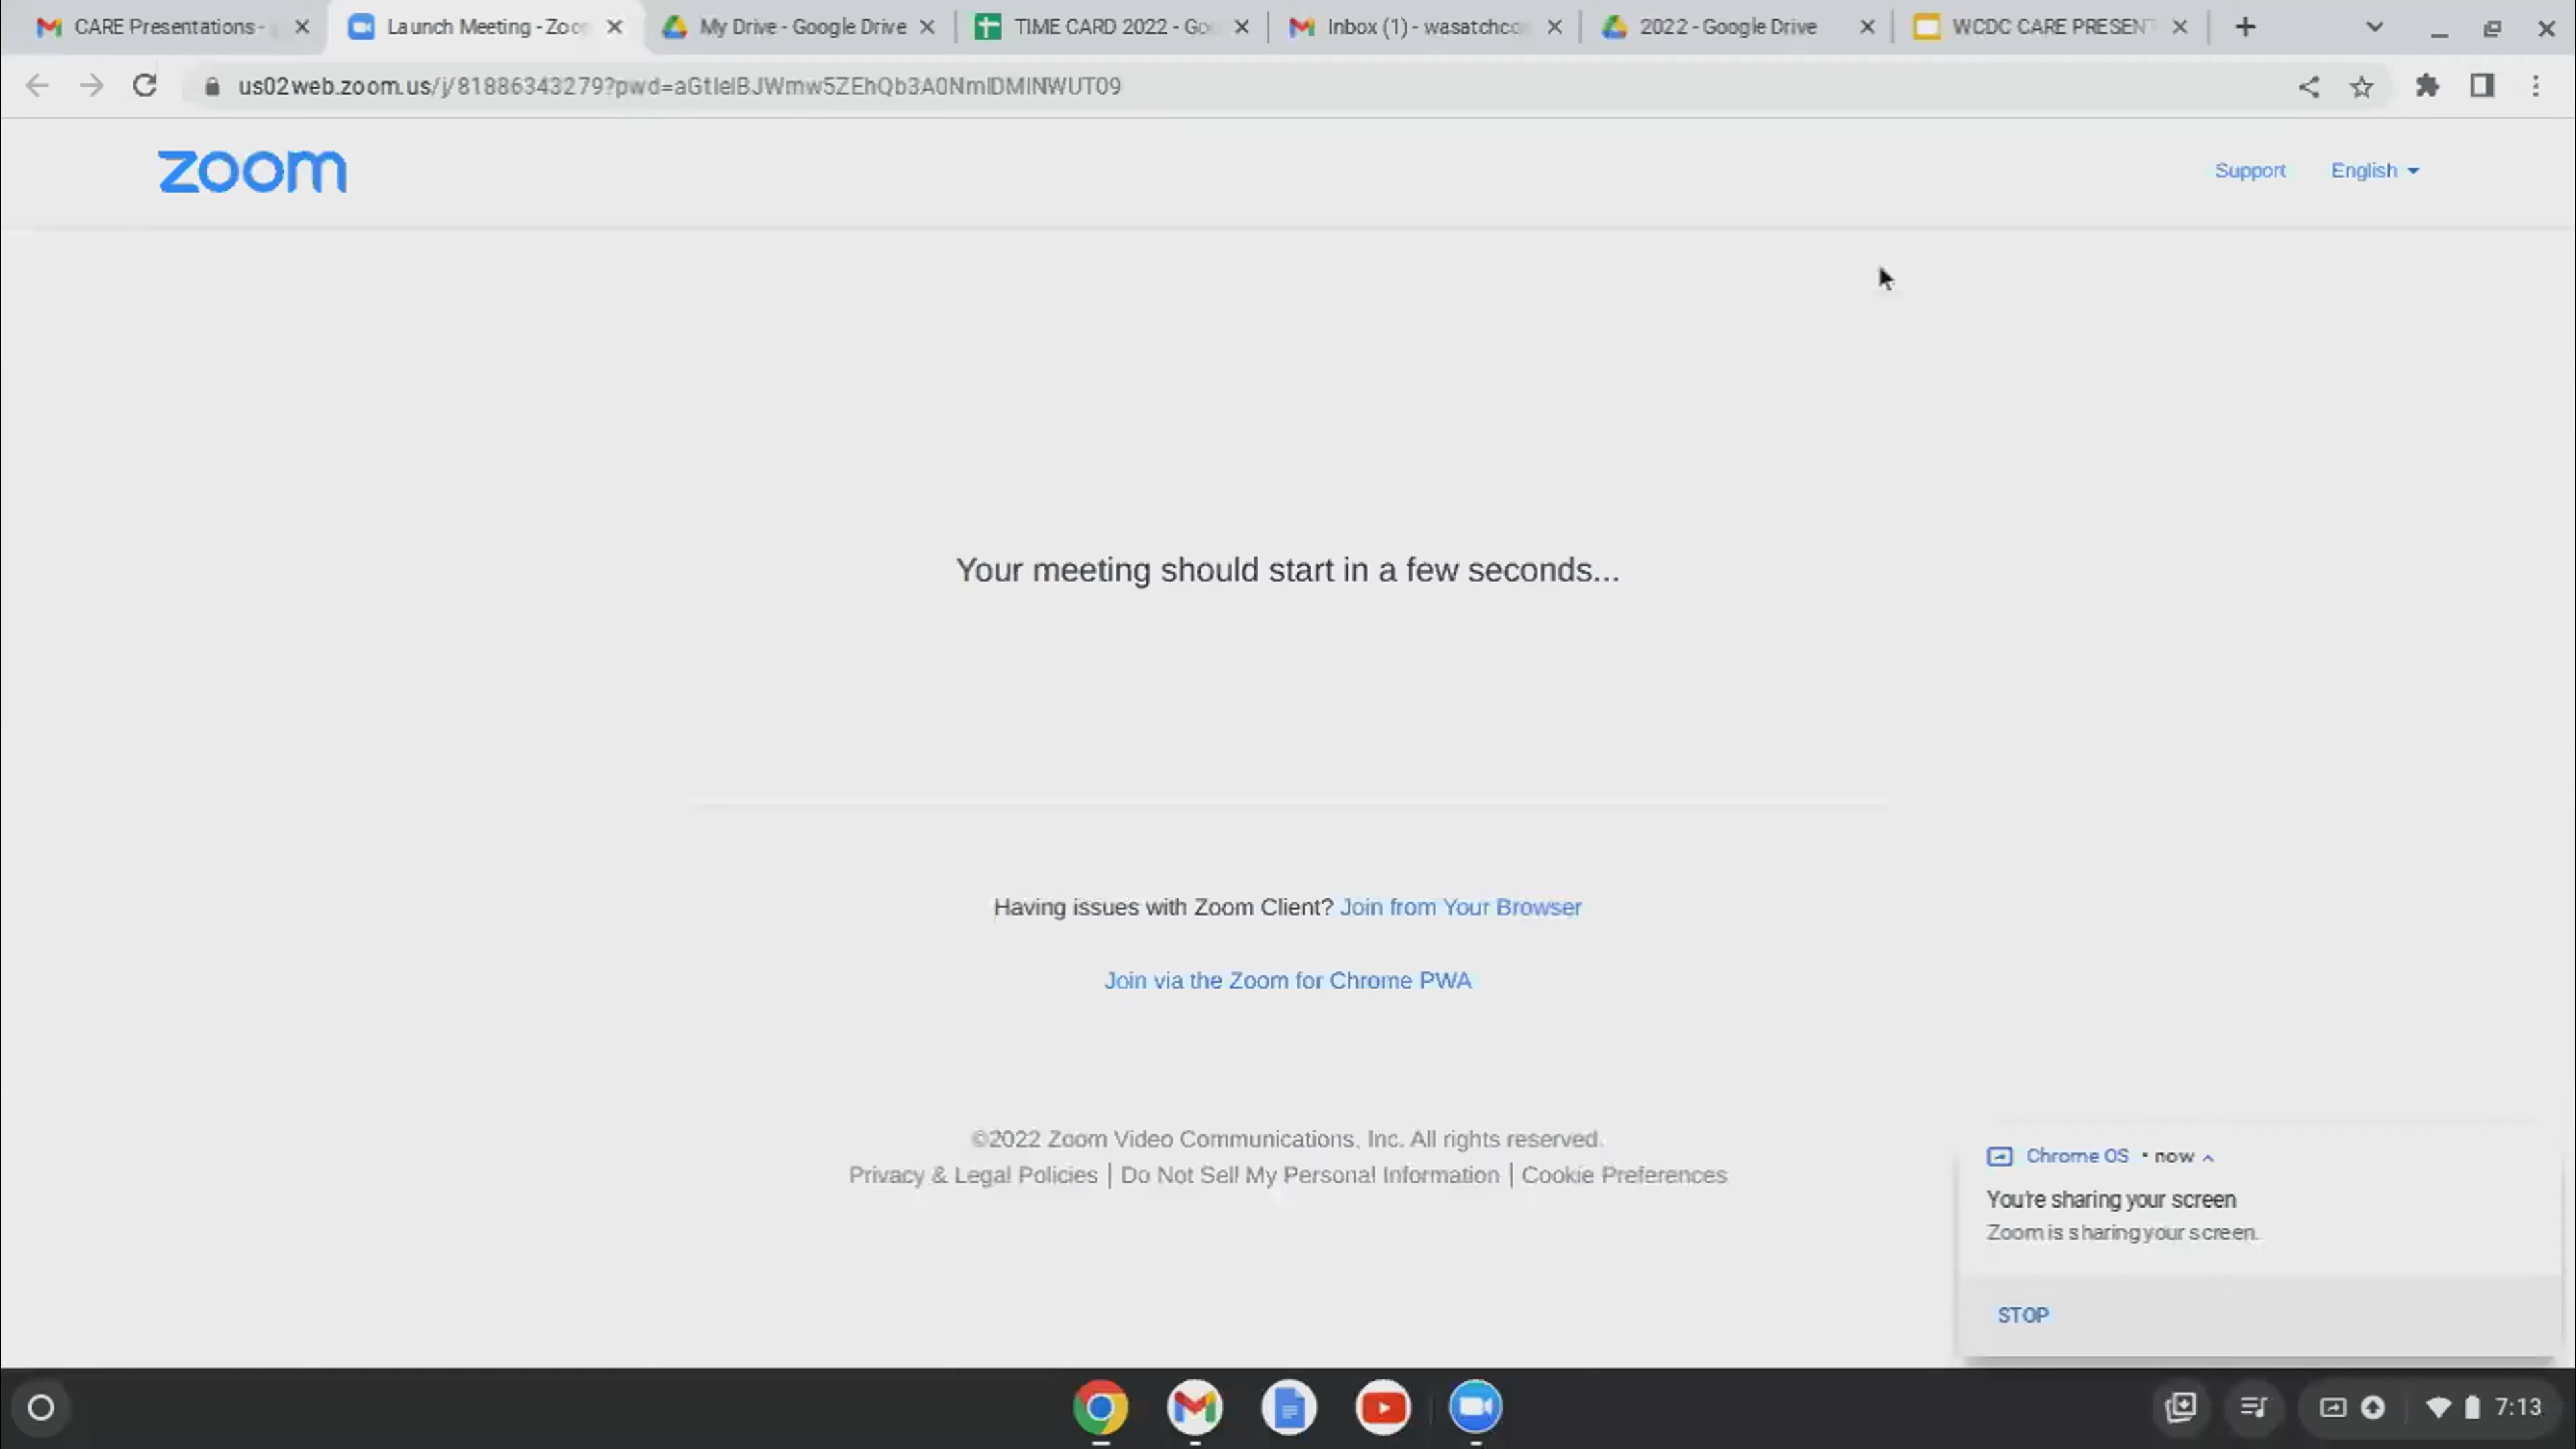 CARE Presentations -
Launch Meeting - Zoo
My Drive - Google Drive
TIME CARD 2022 - Go
Inbox (1) - wasatchco
2022 - Google Drive
WCDC CARE PRESENT
us02web.zoom.us/j/81886343279?pwd=aGtIelBJWmw5ZEhQb3A0NmlDMlNWUT09
zoom
Support
English
Your meeting should start in a few seconds...
Having issues with Zoom Client? Join from Your Browser
Join via the Zoom for Chrome PWA
©2022 Zoom Video Communications, Inc. All rights reserved.
Privacy & Legal Policies | Do Not Sell My Personal Information | Cookie Preferences
Chrome OS • now
You're sharing your screen
Zoom is sharing your screen.
STOP
7:13